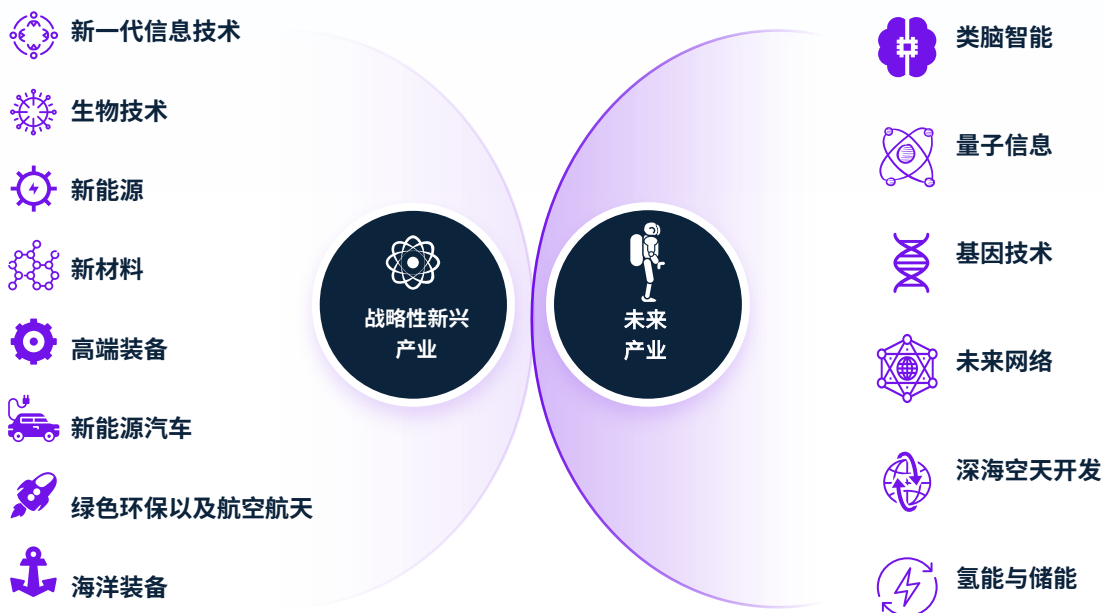 新一代信息技术
生物技术
新能源
新材料
高端装备
新能源汽车
绿色环保以及航空航天
海洋装备
战略性新兴
产业
未来
产业
类脑智能
量子信息
基因技术
未来网络
深海空天开发
氢能与储能